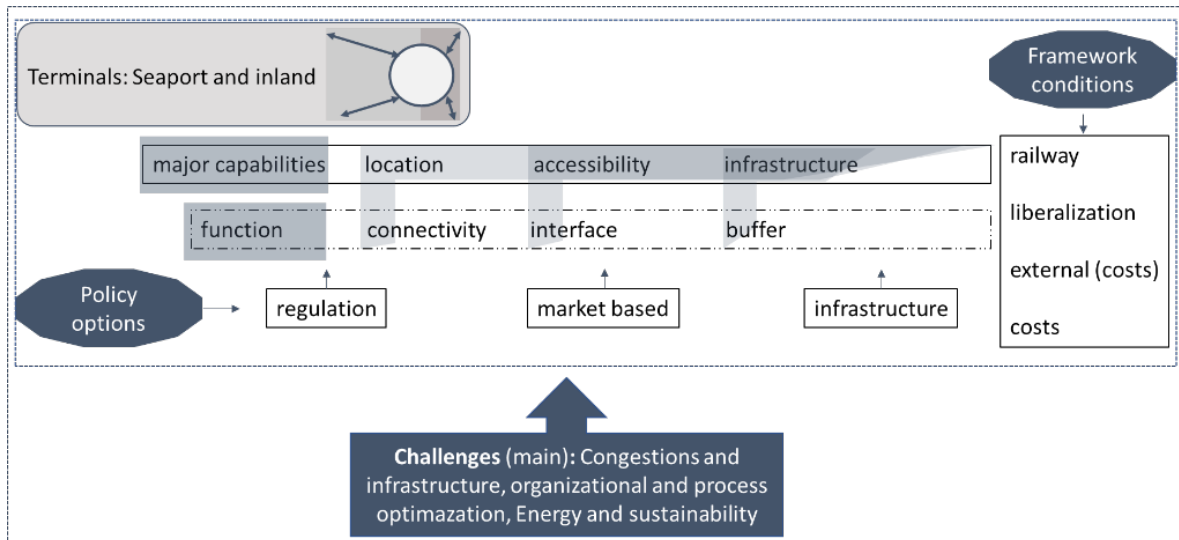 Terminals: Seaport and inland
Framework
conditions
major capabilities
location
accessibility
infrastructure
function
connectivity
interface
buffer
railway
liberalization
external (costs)
costs
Policy
options
regulation
market based
infrastructure
Challenges (main): Congestions and
infrastructure, organizational and process
optimazation, Energy and sustainability